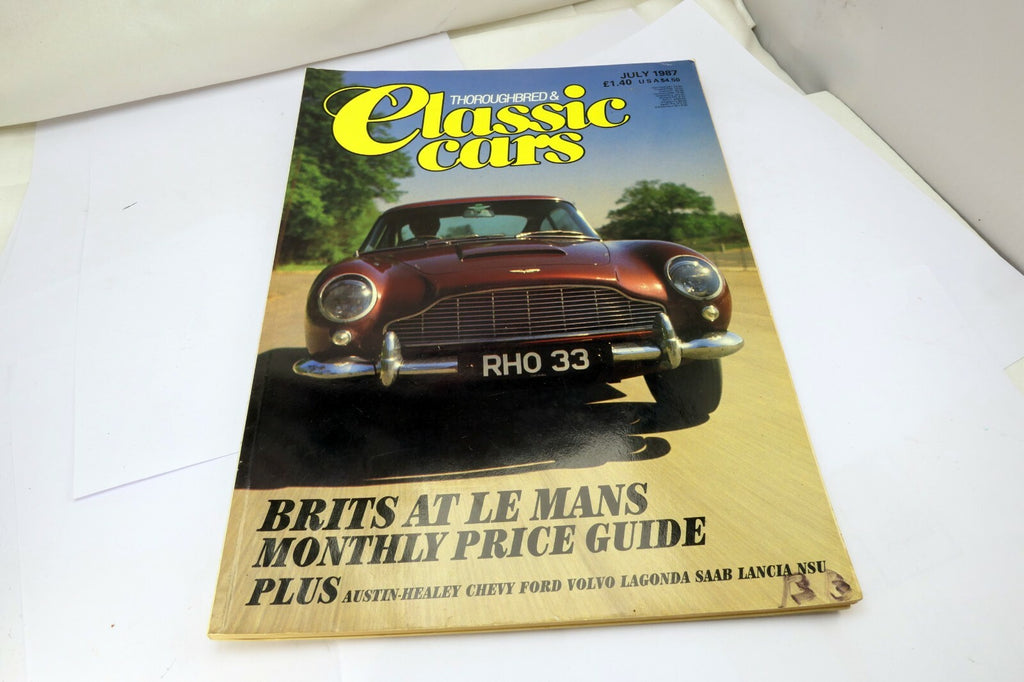 JULY 1987
£1.40 USA $4.50
THOROUGHBRED &
Classic
cars
RHO 33
BRITS AT LE MANS
MONTHLY PRICE GUIDE
PLUS AUSTIN-HEALEY CHEVY FORD VOLVO LAGONDA SAAB LANCIA NSU